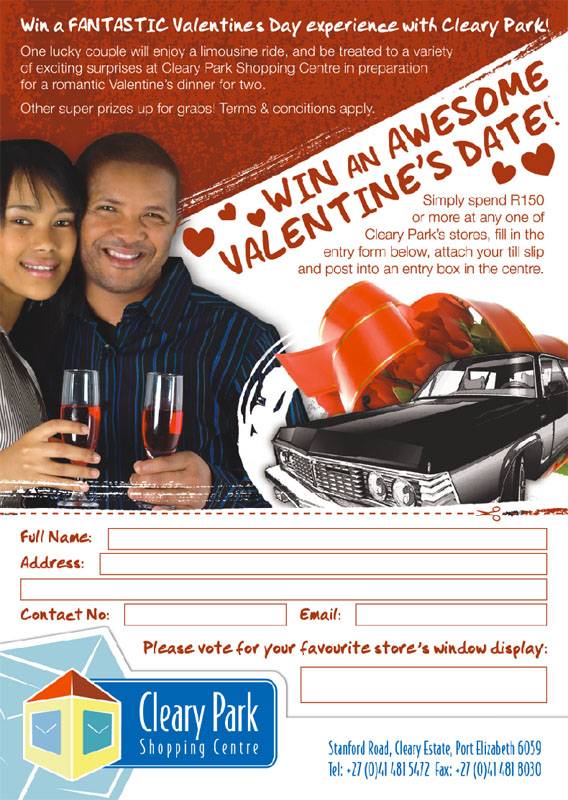 Win a FANTASTIC Valentines Day experience with Cleary Park!
One lucky couple will enjoy a limousine ride, and be treated to a variety
of exciting surprises at Cleary Park Shopping Centre in preparation
for a romantic Valentine's dinner for two.
Other super prizes up for grabs! Terms & conditions apply.
WIN AN AWESOME
VALENTINE'S DATE!
Simply spend R150
or more at any one of
Cleary Park's stores, fill in the
entry form below, attach your till slip
and post into an entry box in the centre.
Full Name:
Address:
Contact No: Email:
Please vote for your favourite store's window display:
Cleary Park
Shopping Centre
Stanford Road, Cleary Estate, Port Elizabeth 6059
Tel: +27 (0)41 481 5472 Fax: +27 (0)41 481 8030